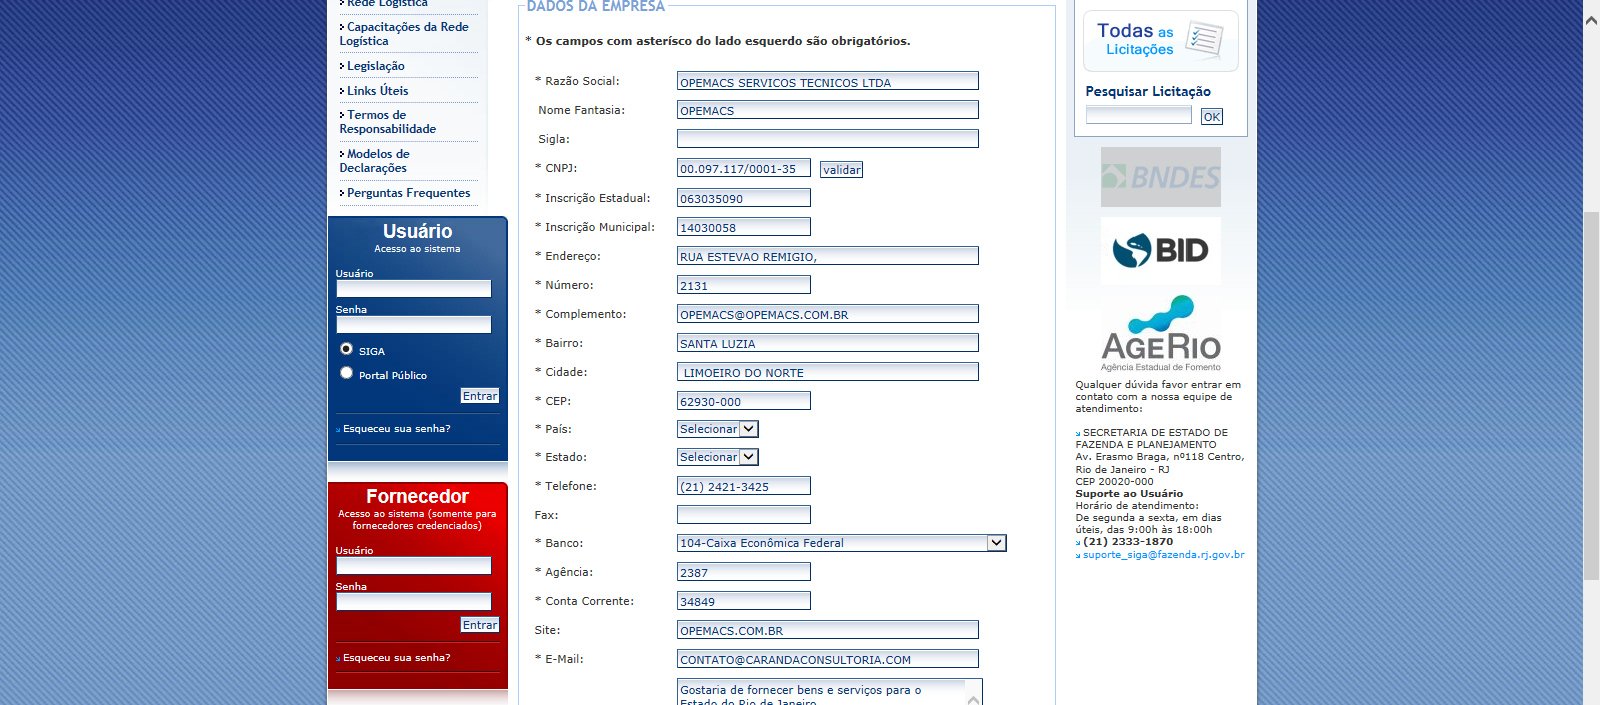 Rede Logística
Capacitações da Rede
Logística
Legislação
Links Úteis
Termos de
Responsabilidade
Modelos de
Declarações
Perguntas Frequentes
Usuário
Acesso ao sistema
Usuário
Senha
SIGA
Portal Público
Entrar
Esqueceu sua senha?
Fornecedor
Acesso ao sistema (somente para
fornecedores credenciados)
Usuário
Senha
Entrar
Esqueceu sua senha?
DADOS DA EMPRESA
* Os campos com asterísco do lado esquerdo são obrigatórios.
* Razão Social: OPEMACS SERVICOS TECNICOS LTDA
Nome Fantasia: OPEMACS
Sigla:
* CNPJ: 00.097.117/0001-35 validar
* Inscrição Estadual: 063035090
* Inscrição Municipal: 14030058
* Endereço: RUA ESTEVAO REMIGIO,
* Número: 2131
* Complemento: OPEMACS@OPEMACS.COM.BR
* Bairro: SANTA LUZIA
* Cidade: LIMOEIRO DO NORTE
* CEP: 62930-000
* País: Selecionar
* Estado: Selecionar
* Telefone: (21) 2421-3425
Fax:
* Banco: 104-Caixa Econômica Federal
* Agência: 2387
* Conta Corrente: 34849
Site: OPEMACS.COM.BR
* E-Mail: CONTATO@CARANDACONSULTORIA.COM
Gostaria de fornecer bens e serviços para o
Estado do Rio de Janeiro
Todas as
Licitações
Pesquisar Licitação
OK
BNDES
BID
AGERIO
Agência Estadual de Fomento
Qualquer dúvida favor entrar em
contato com a nossa equipe de
atendimento:
SECRETARIA DE ESTADO DE
FAZENDA E PLANEJAMENTO
Av. Erasmo Braga, nº118 Centro,
Rio de Janeiro - RJ
CEP 20020-000
Suporte ao Usuário
Horário de atendimento:
De segunda a sexta, em dias
úteis, das 9:00h às 18:00h
(21) 2333-1870
suporte_siga@fazenda.rj.gov.br